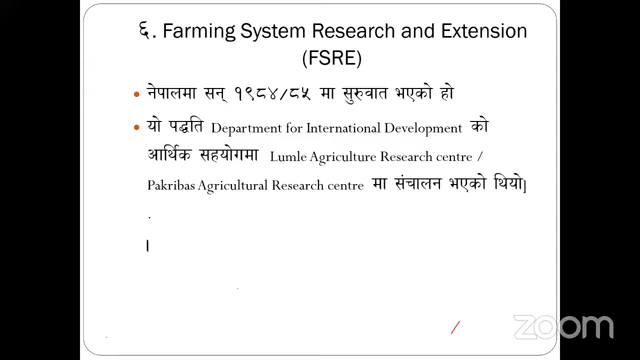 ६. Farming System Research and Extension
(FSRE)
• नेपालमा सन् १९८४/८५ मा सुरुवात भएको हो
• यो पद्धति Department for International Development को
आर्थिक सहयोगमा Lumle Agriculture Research centre /
Pakribas Agricultural Research centre मा संचालन भएको थियो]
.
।
zoom